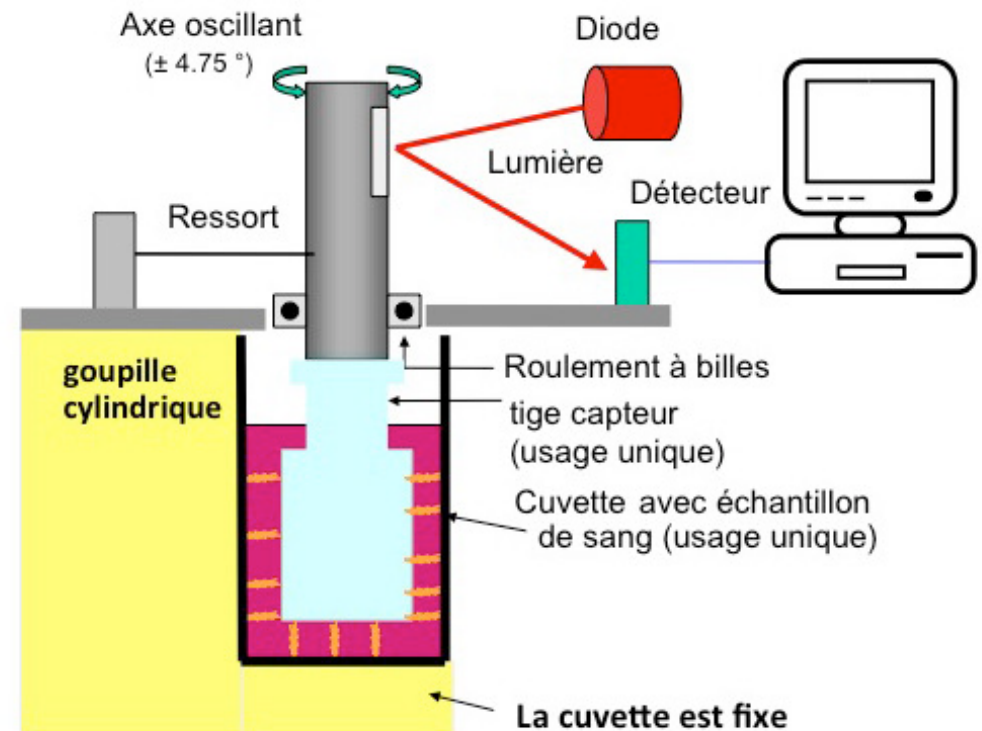 Axe oscillant
(± 4.75 °)
Diode
Lumière
Détecteur
Ressort
goupille
cylindrique
Roulement à billes
tige capteur
(usage unique)
Cuvette avec échantillon
de sang (usage unique)
La cuvette est fixe